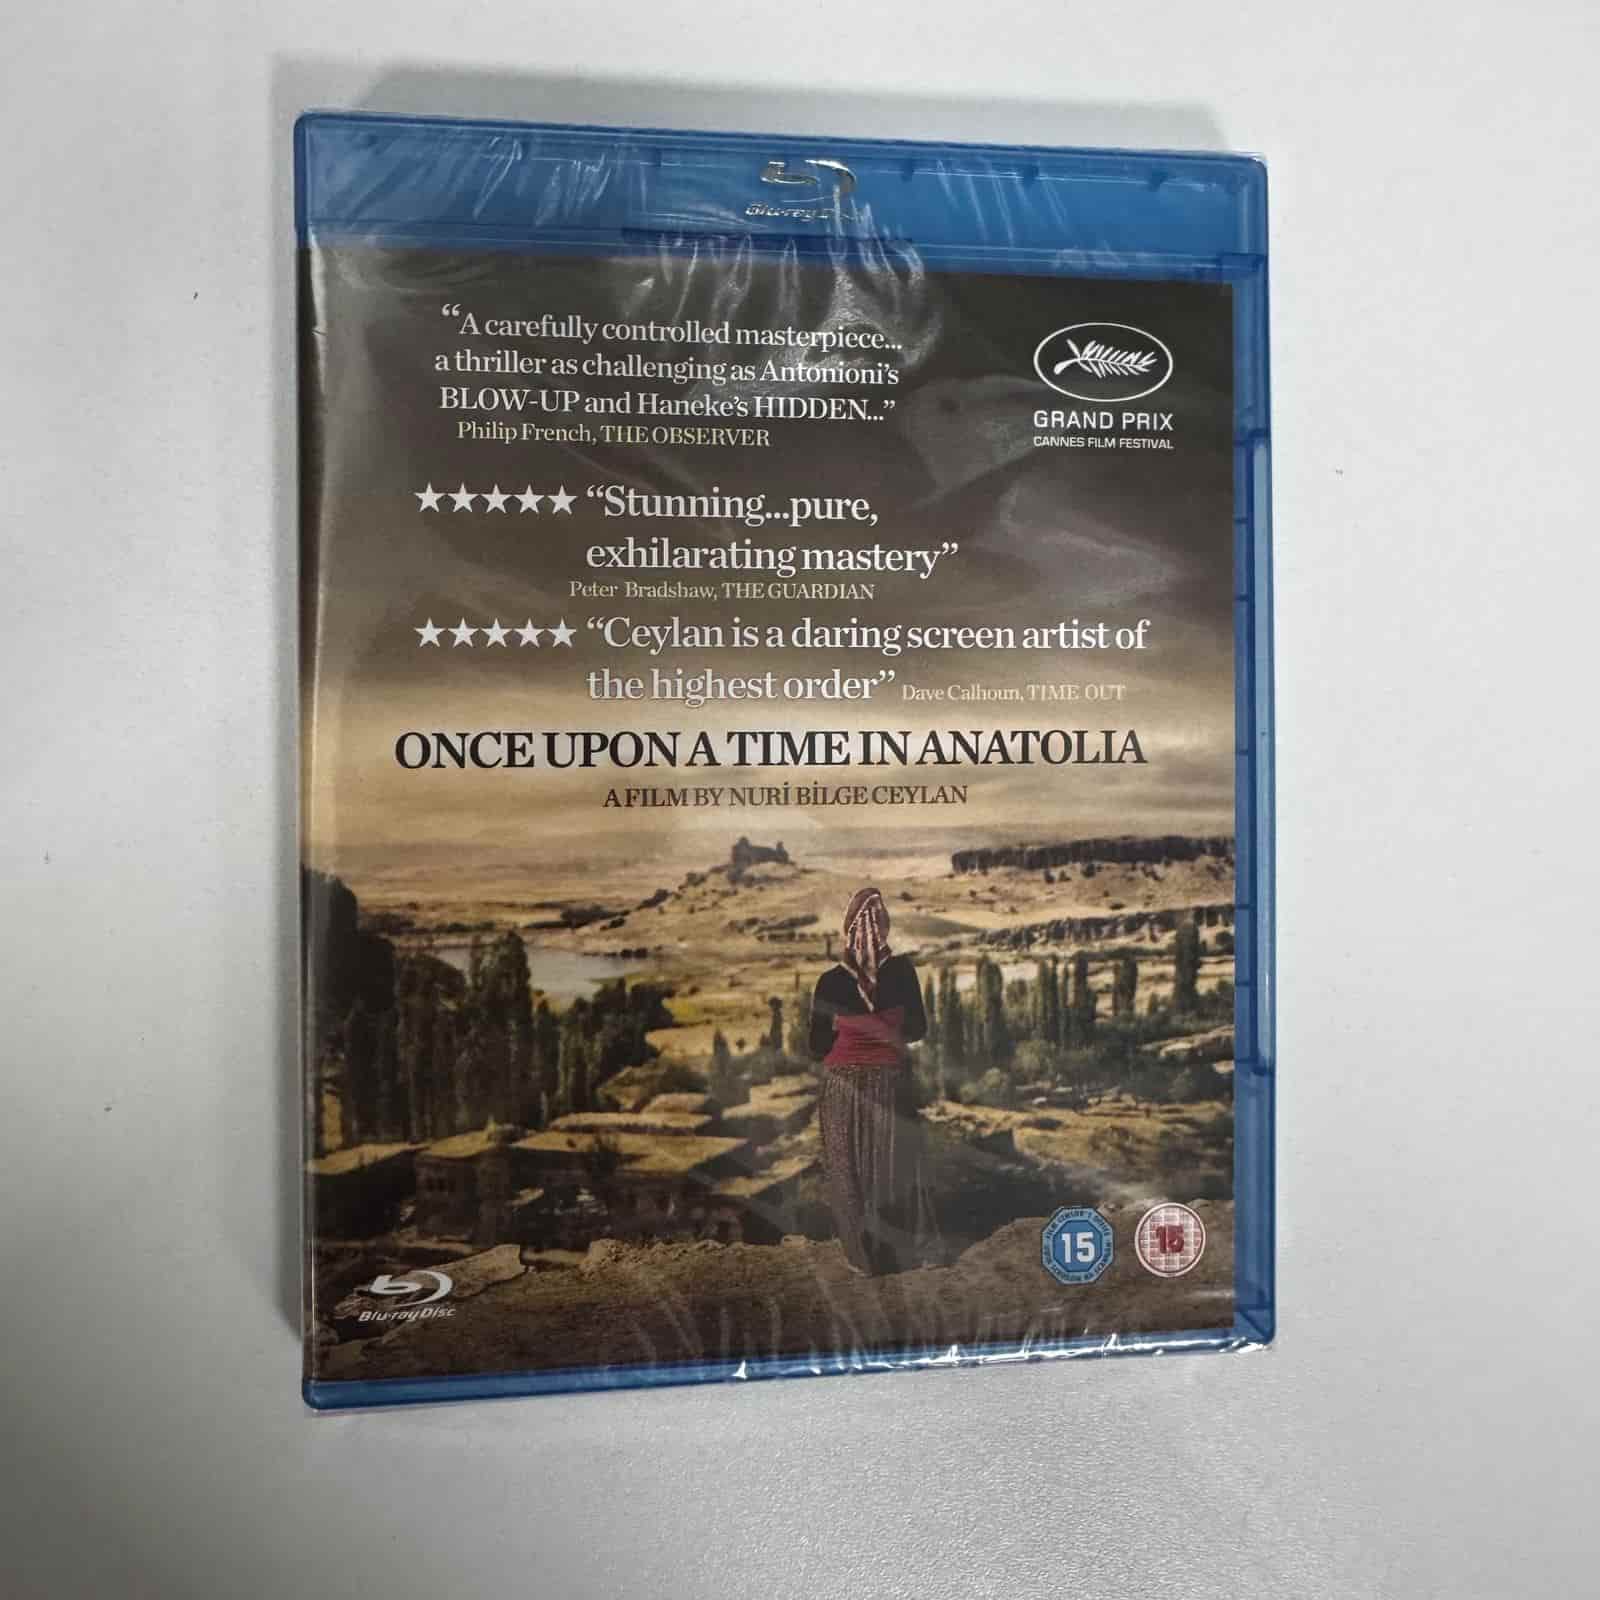 Blu-ray Disc
“A carefully controlled masterpiece...
a thriller as challenging as Antonioni’s
BLOW-UP and Haneke’s HIDDEN...”
Philip French, THE OBSERVER
GRAND PRIX
CANNES FILM FESTIVAL
★★★★★ “Stunning...pure,
exhilarating mastery”
Peter Bradshaw, THE GUARDIAN
★★★★★ “Ceylan is a daring screen artist of
the highest order” Dave Calhoun, TIME OUT
ONCE UPON A TIME IN ANATOLIA
A FILM BY NURİ BİLGE CEYLAN
15
15
Blu-ray Disc